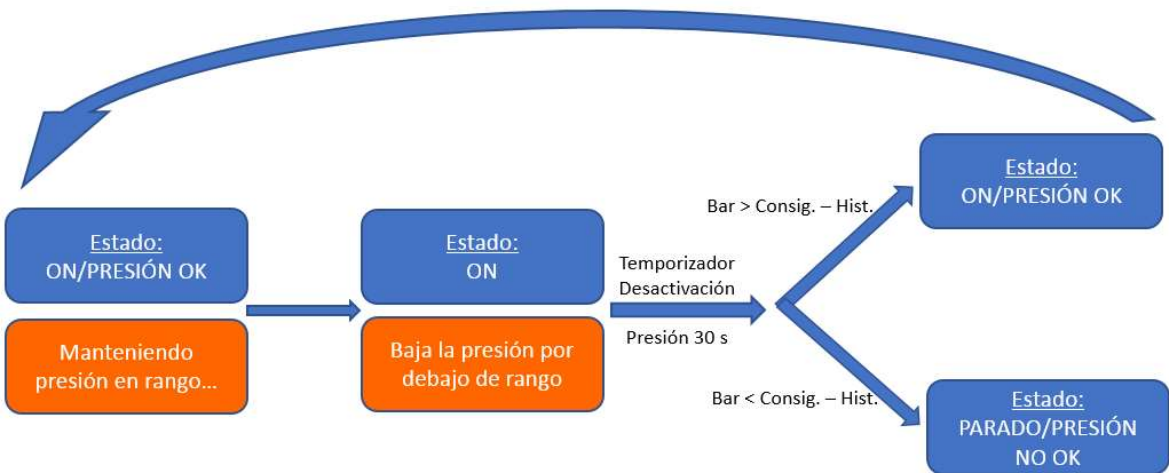 Estado:
ON/PRESIÓN OK
Manteniendo
presión en rango...
Estado:
ON
Baja la presión por
debajo de rango
Temporizador
Desactivación
Presión 30 s
Bar > Consig. – Hist.
Estado:
ON/PRESIÓN OK
Bar < Consig. – Hist.
Estado:
PARADO/PRESIÓN
NO OK